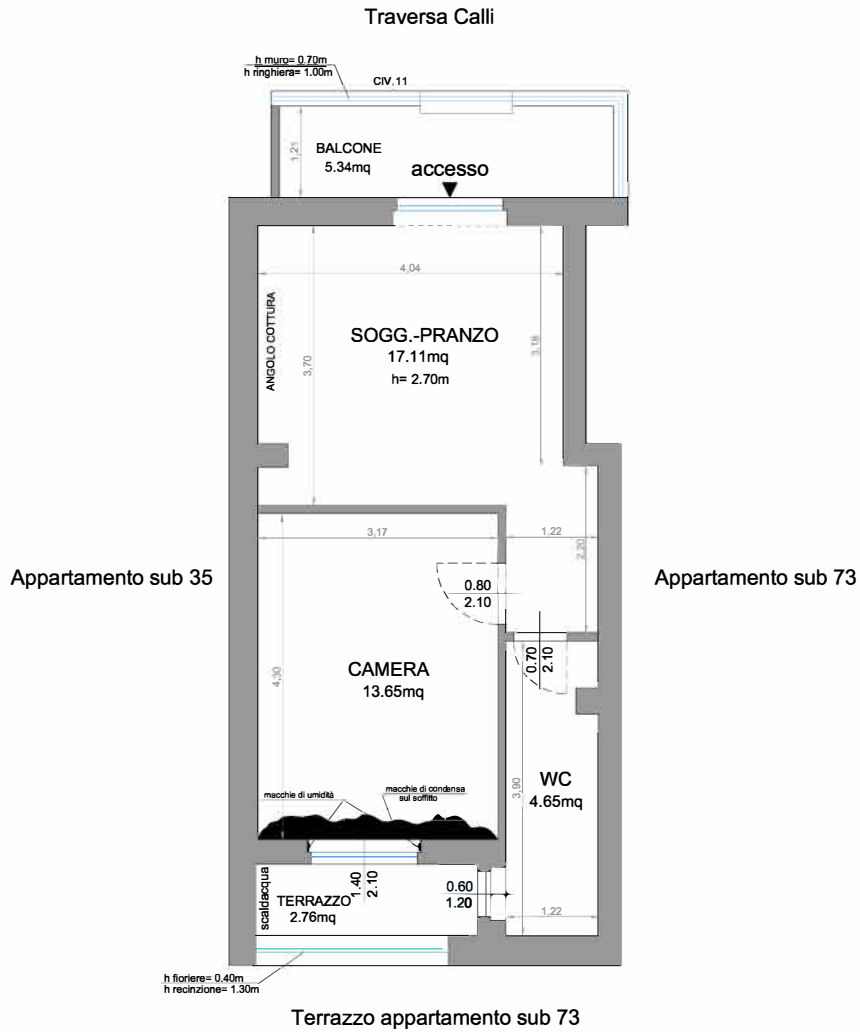 Traversa Calli
h muro= 0.70m
h ringhiera= 1.00m
CIV.11
1,21
BALCONE
5.34mq
accesso
4,04
ANGOLO COTTURA
3,70
SOGG.-PRANZO
17.11mq
h= 2.70m
3,18
3,17
1,22
2,20
Appartamento sub 35
Appartamento sub 73
0.80
2.10
0.70
2.10
4,30
CAMERA
13.65mq
3,90
WC
4.65mq
macchie di umidità
macchie di condensa
sul soffitto
scaldacqua
TERRAZZO
2.76mq
1.40
2.10
0.60
1.20
1,22
h fioriere= 0.40m
h recinzione= 1.30m
Terrazzo appartamento sub 73